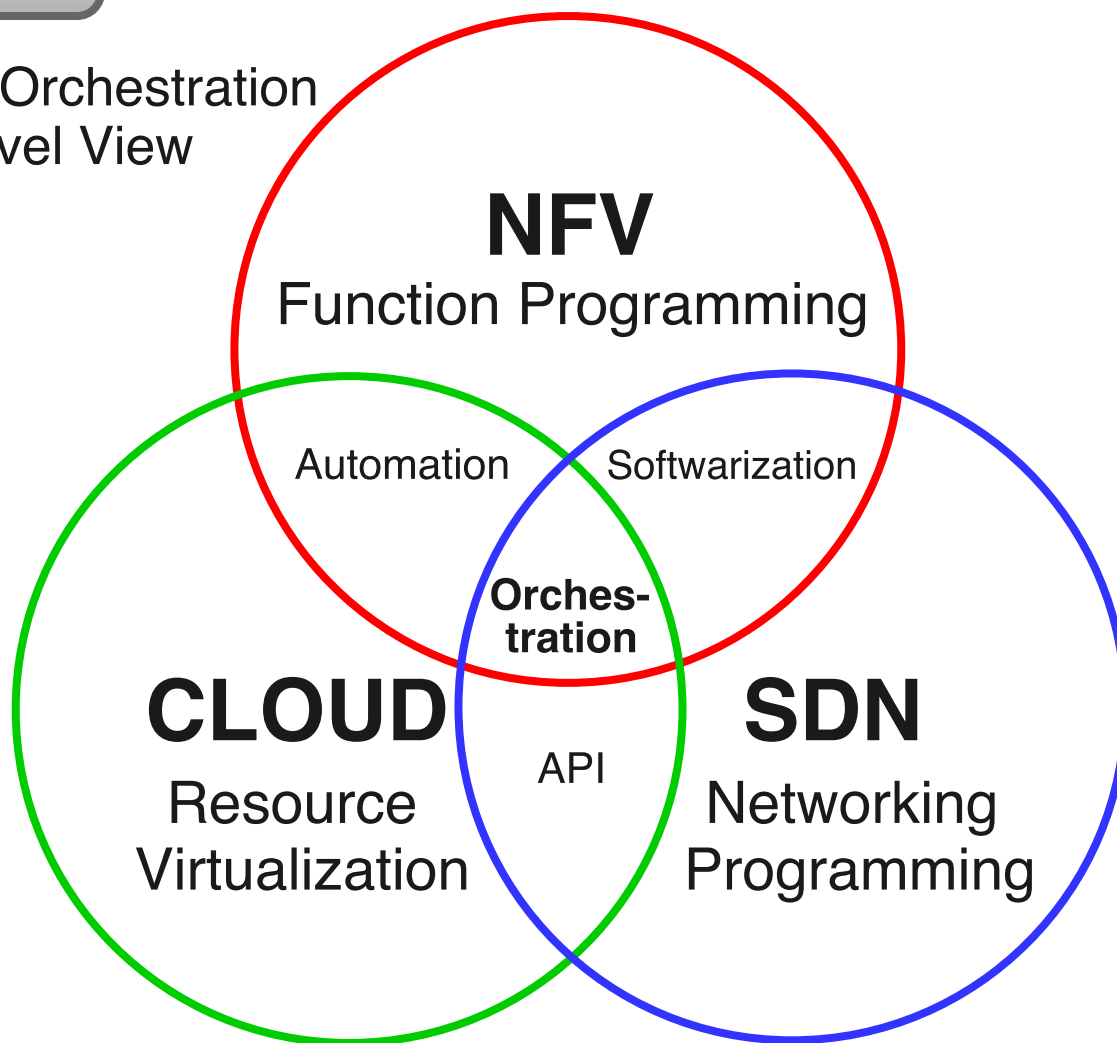 Orchestration
vel View
NFV
Function Programming
Automation
Softwarization
Orches-
tration
CLOUD
Resource
Virtualization
API
SDN
Networking
Programming